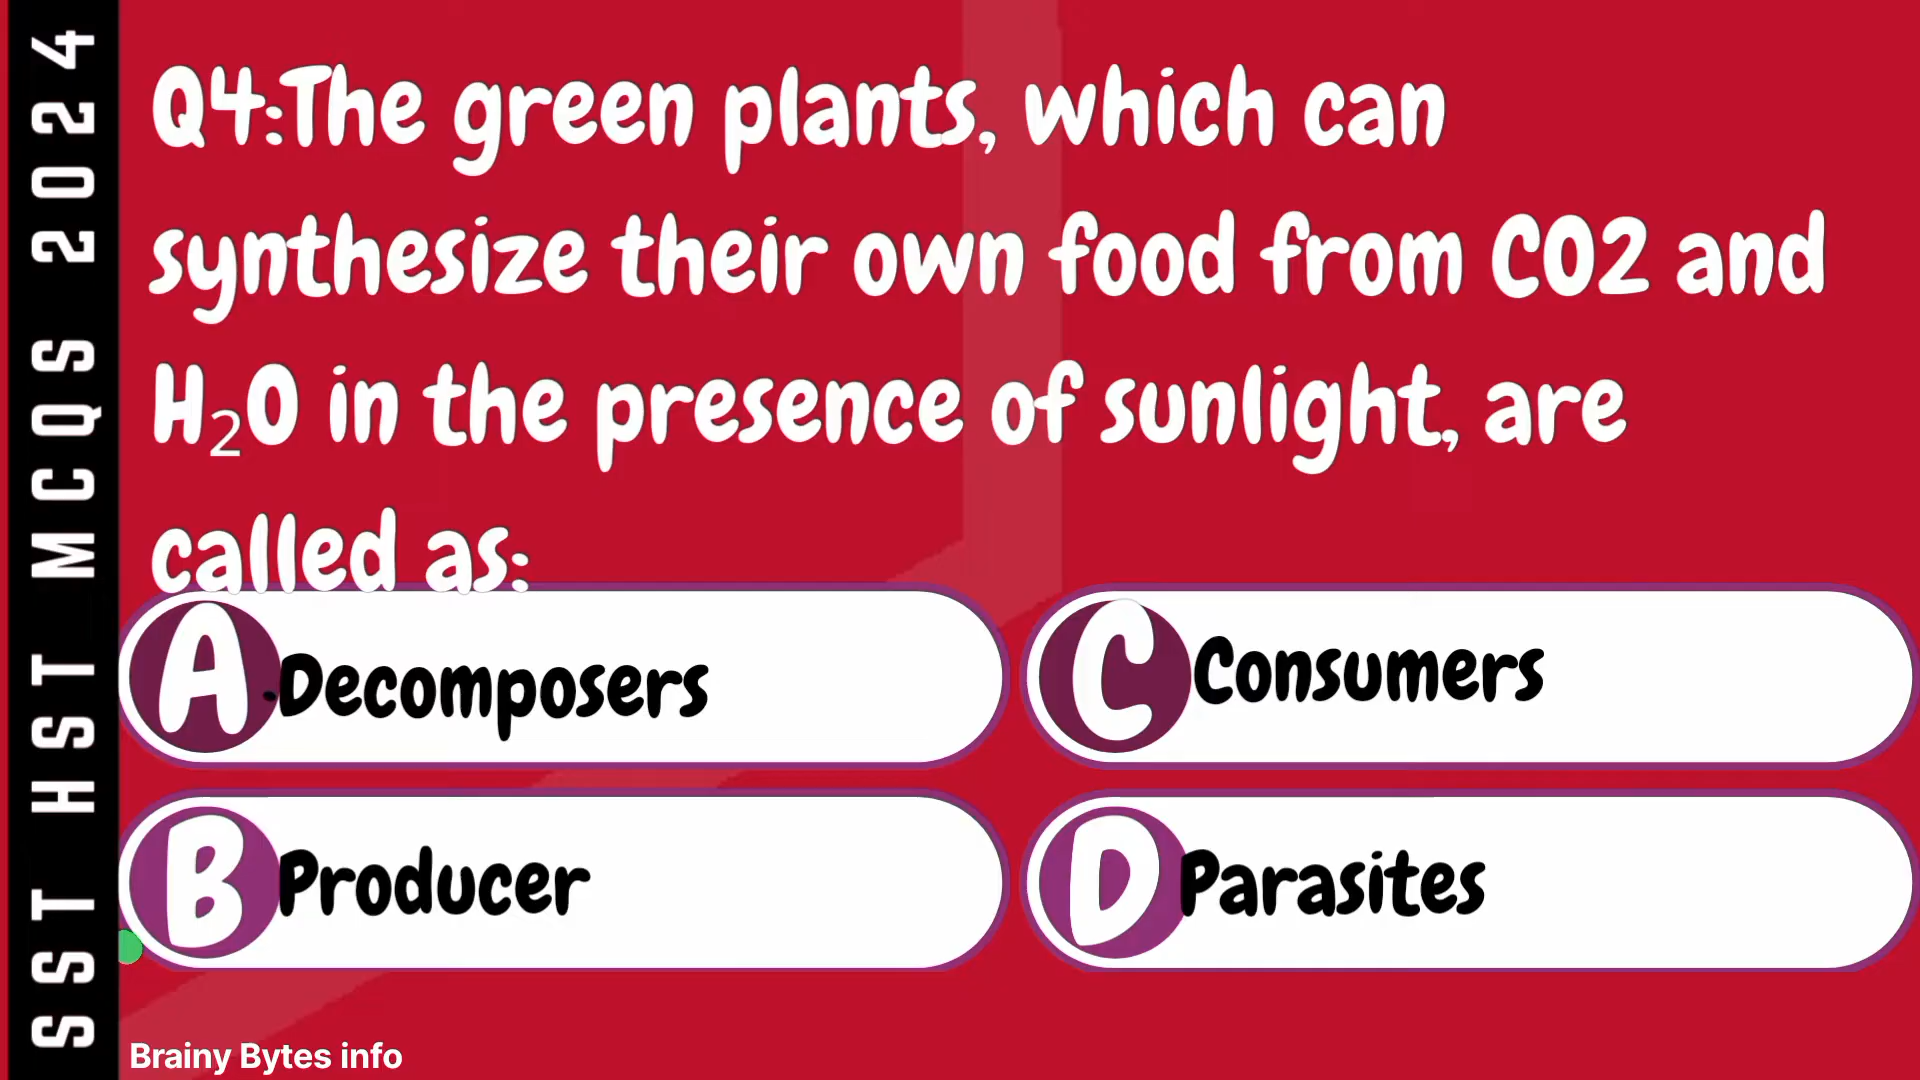 SST HST MCQS 2024
Q4:The green plants, which can
synthesize their own food from CO2 and
H₂O in the presence of sunlight, are
called as:
A .Decomposers
C Consumers
B Producer
D Parasites
Brainy Bytes info